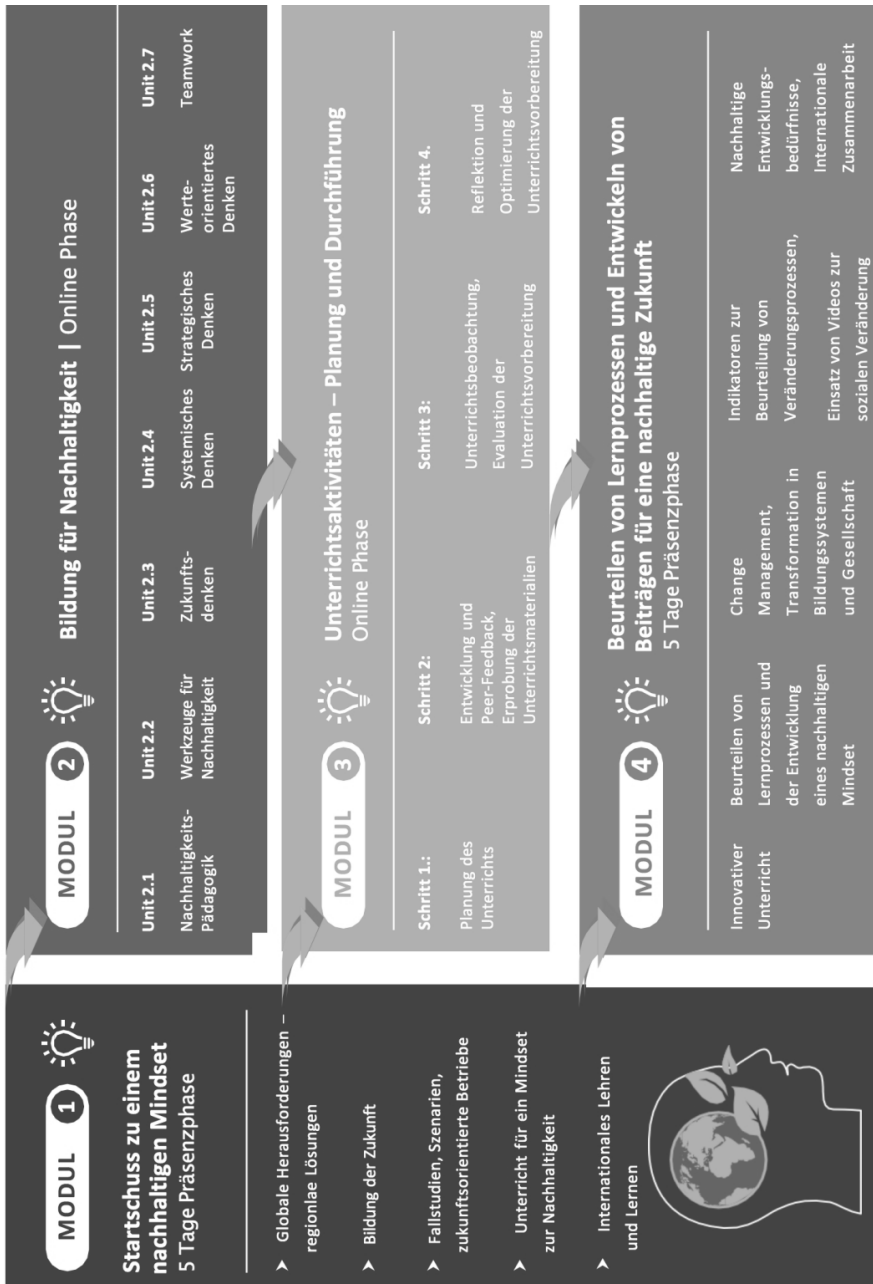 MODUL 1
Startschuss zu einem
nachhaltigen Mindset
5 Tage Präsenzphase
➤ Globale Herausforderungen –
regionlae Lösungen
➤ Bildung der Zukunft
➤ Fallstudien, Szenarien,
zukunftsorientierte Betriebe
➤ Unterricht für ein Mindset
zur Nachhaltigkeit
➤ Internationales Lehren
und Lernen
MODUL 2
Bildung für Nachhaltigkeit | Online Phase
Unit 2.1
Nachhaltigkeits-
Pädagogik
Unit 2.2
Werkzeuge für
Nachhaltigkeit
Unit 2.3
Zukunfts-
denken
Unit 2.4
Systemisches
Denken
Unit 2.5
Strategisches
Denken
Unit 2.6
Werte-
orientiertes
Denken
Unit 2.7
Teamwork
MODUL 3
Unterrichtsaktivitäten – Planung und Durchführung
Online Phase
Schritt 1.:
Planung des
Unterrichts
Schritt 2:
Entwicklung und
Peer-Feedback,
Erprobung der
Unterrichtsmaterialien
Schritt 3:
Unterrichtsbeobachtung,
Evaluation der
Unterrichtsvorbereitung
Schritt 4.
Reflektion und
Optimierung der
Unterrichtsvorbereitung
MODUL 4
Beurteilen von Lernprozessen und Entwickeln von
Beiträgen für eine nachhaltige Zukunft
5 Tage Präsenzphase
Innovativer
Unterricht
Beurteilen von
Lernprozessen und
der Entwicklung
eines nachhaltigen
Mindset
Change
Management,
Transformation in
Bildungssystemen
und Gesellschaft
Indikatoren zur
Beurteilung von
Veränderungsprozessen,
Einsatz von Videos zur
sozialen Veränderung
Nachhaltige
Entwicklungs-
bedürfnisse,
Internationale
Zusammenarbeit